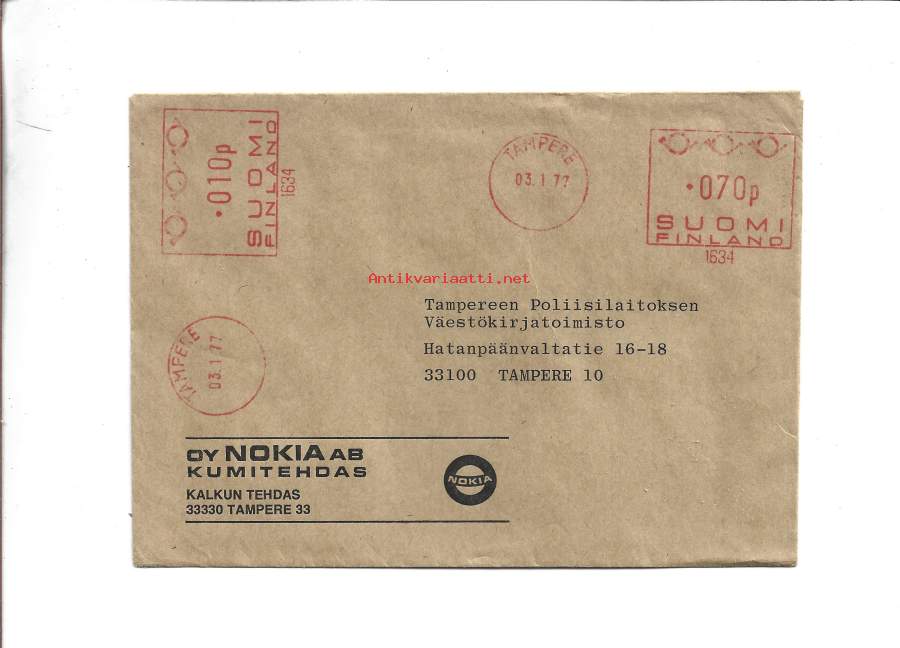 ·010p
SUOMI
FINLAND
1634
TAMPERE
03. 1 77
·070p
SUOMI
FINLAND
1634
Antikvariaatti.net
Tampereen Poliisilaitoksen
Väestökirjatoimisto
Hatanpäänvaltatie 16-18
33100 TAMPERE 10
TAMPERE
03. 1 77
OY NOKIA AB
KUMITEHDAS
KALKUN TEHDAS
33330 TAMPERE 33
NOKIA